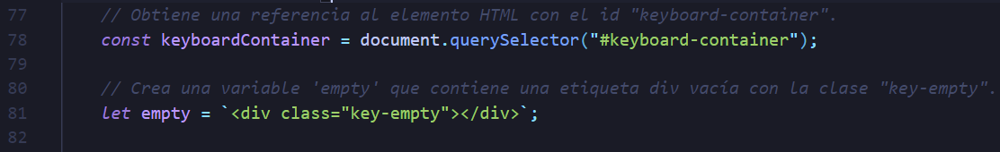 77 // Obtiene una referencia al elemento HTML con el id "keyboard-container".
78 const keyboardContainer = document.querySelector("#keyboard-container");
79
80 // Crea una variable 'empty' que contiene una etiqueta div vacía con la clase "key-empty".
81 let empty = `<div class="key-empty"></div>`;
82